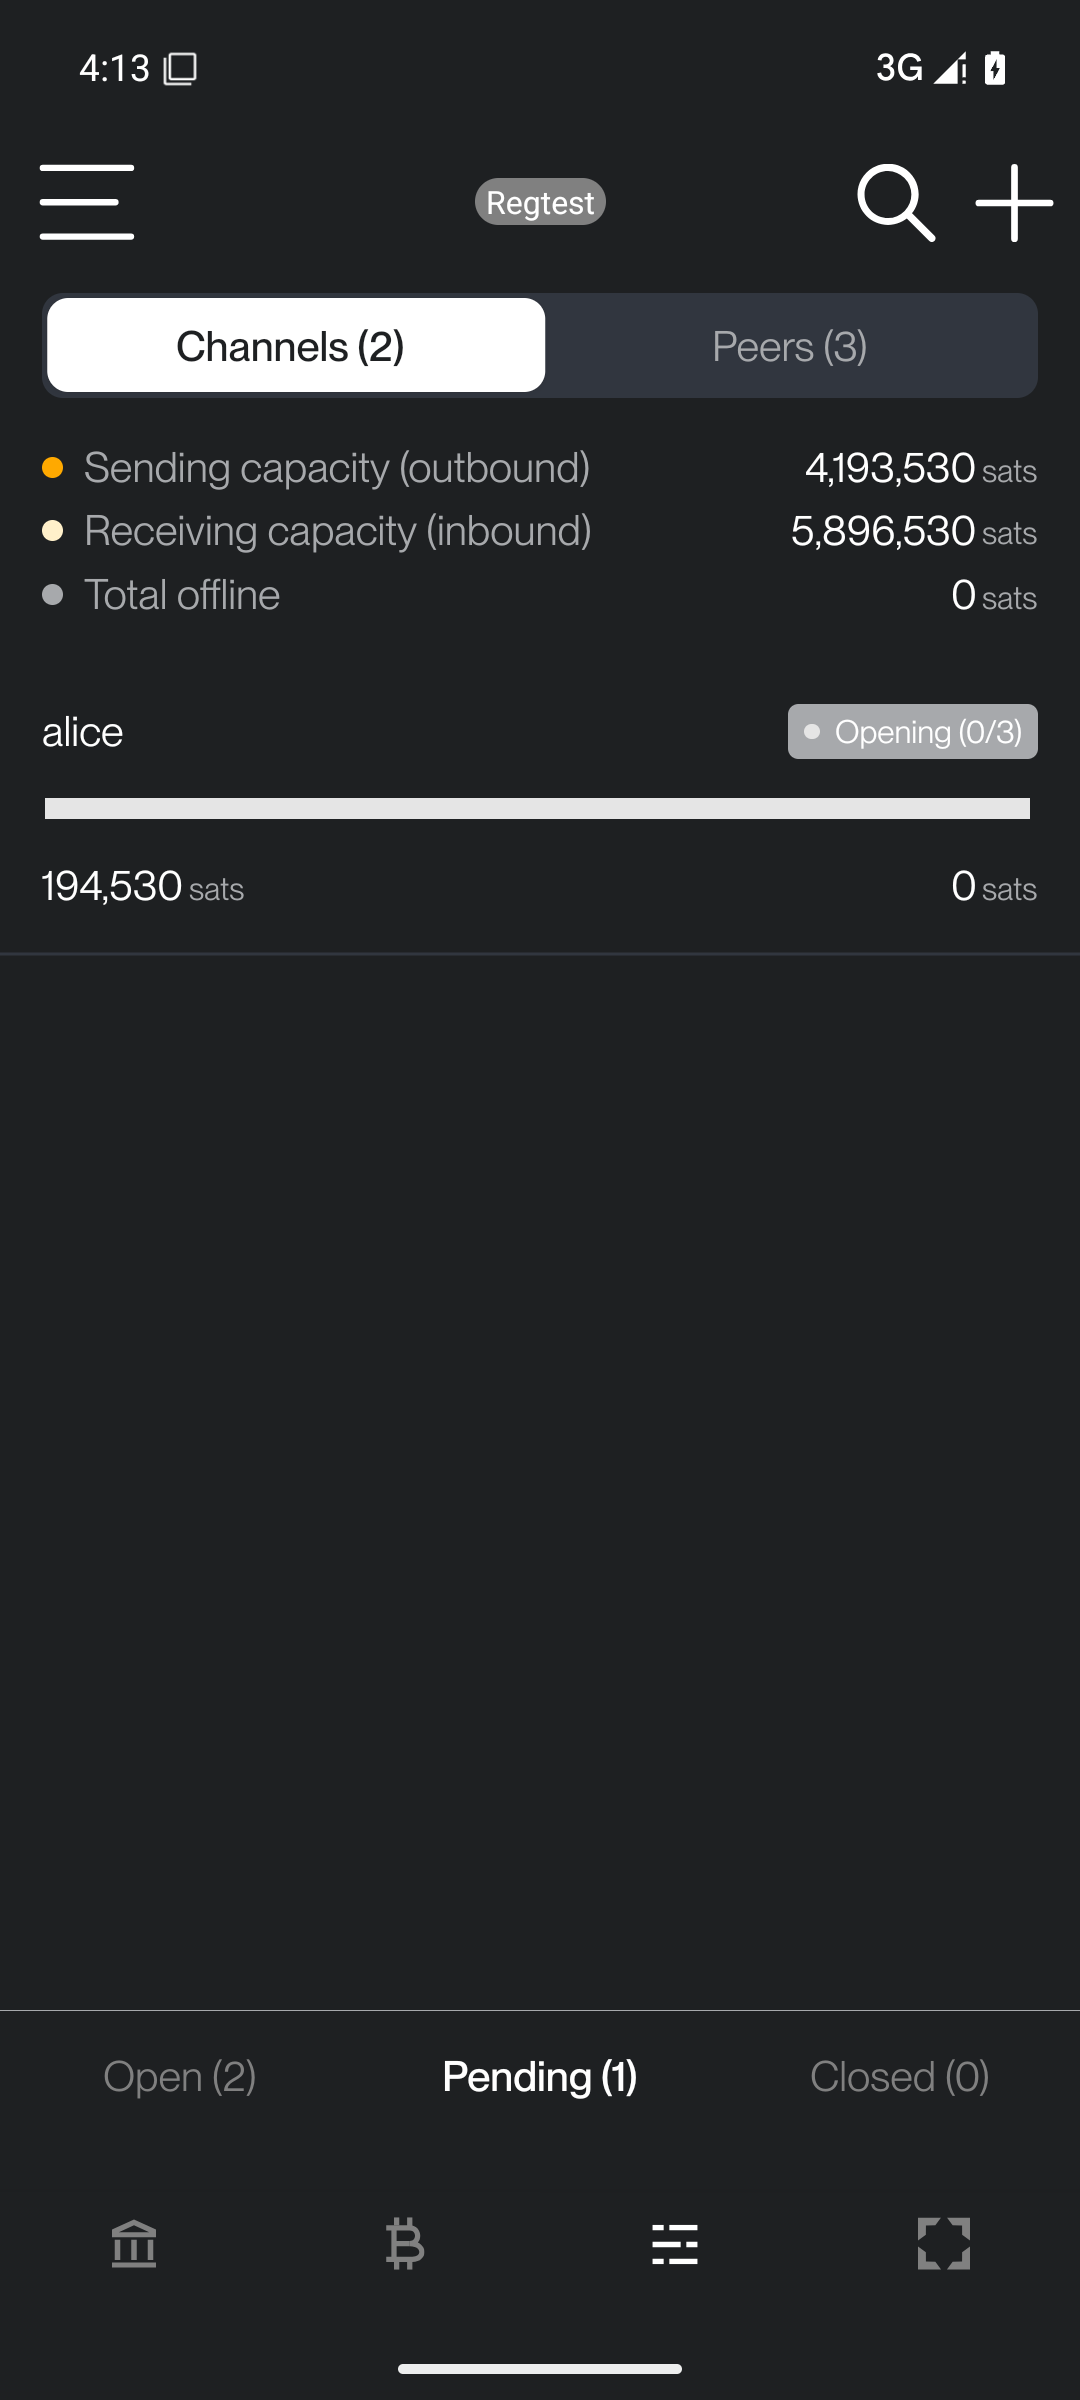 4:13
3G
Regtest
Channels (2)
Peers (3)
Sending capacity (outbound) 4,193,530 sats
Receiving capacity (inbound) 5,896,530 sats
Total offline 0 sats
alice
Opening (0/3)
194,530 sats 0 sats
Open (2) Pending (1) Closed (0)